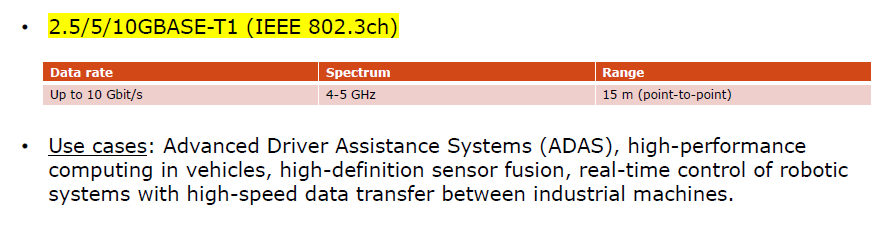 • 2.5/5/10GBASE-T1 (IEEE 802.3ch)
Data rate Spectrum Range
Up to 10 Gbit/s 4-5 GHz 15 m (point-to-point)
• Use cases: Advanced Driver Assistance Systems (ADAS), high-performance
computing in vehicles, high-definition sensor fusion, real-time control of robotic
systems with high-speed data transfer between industrial machines.